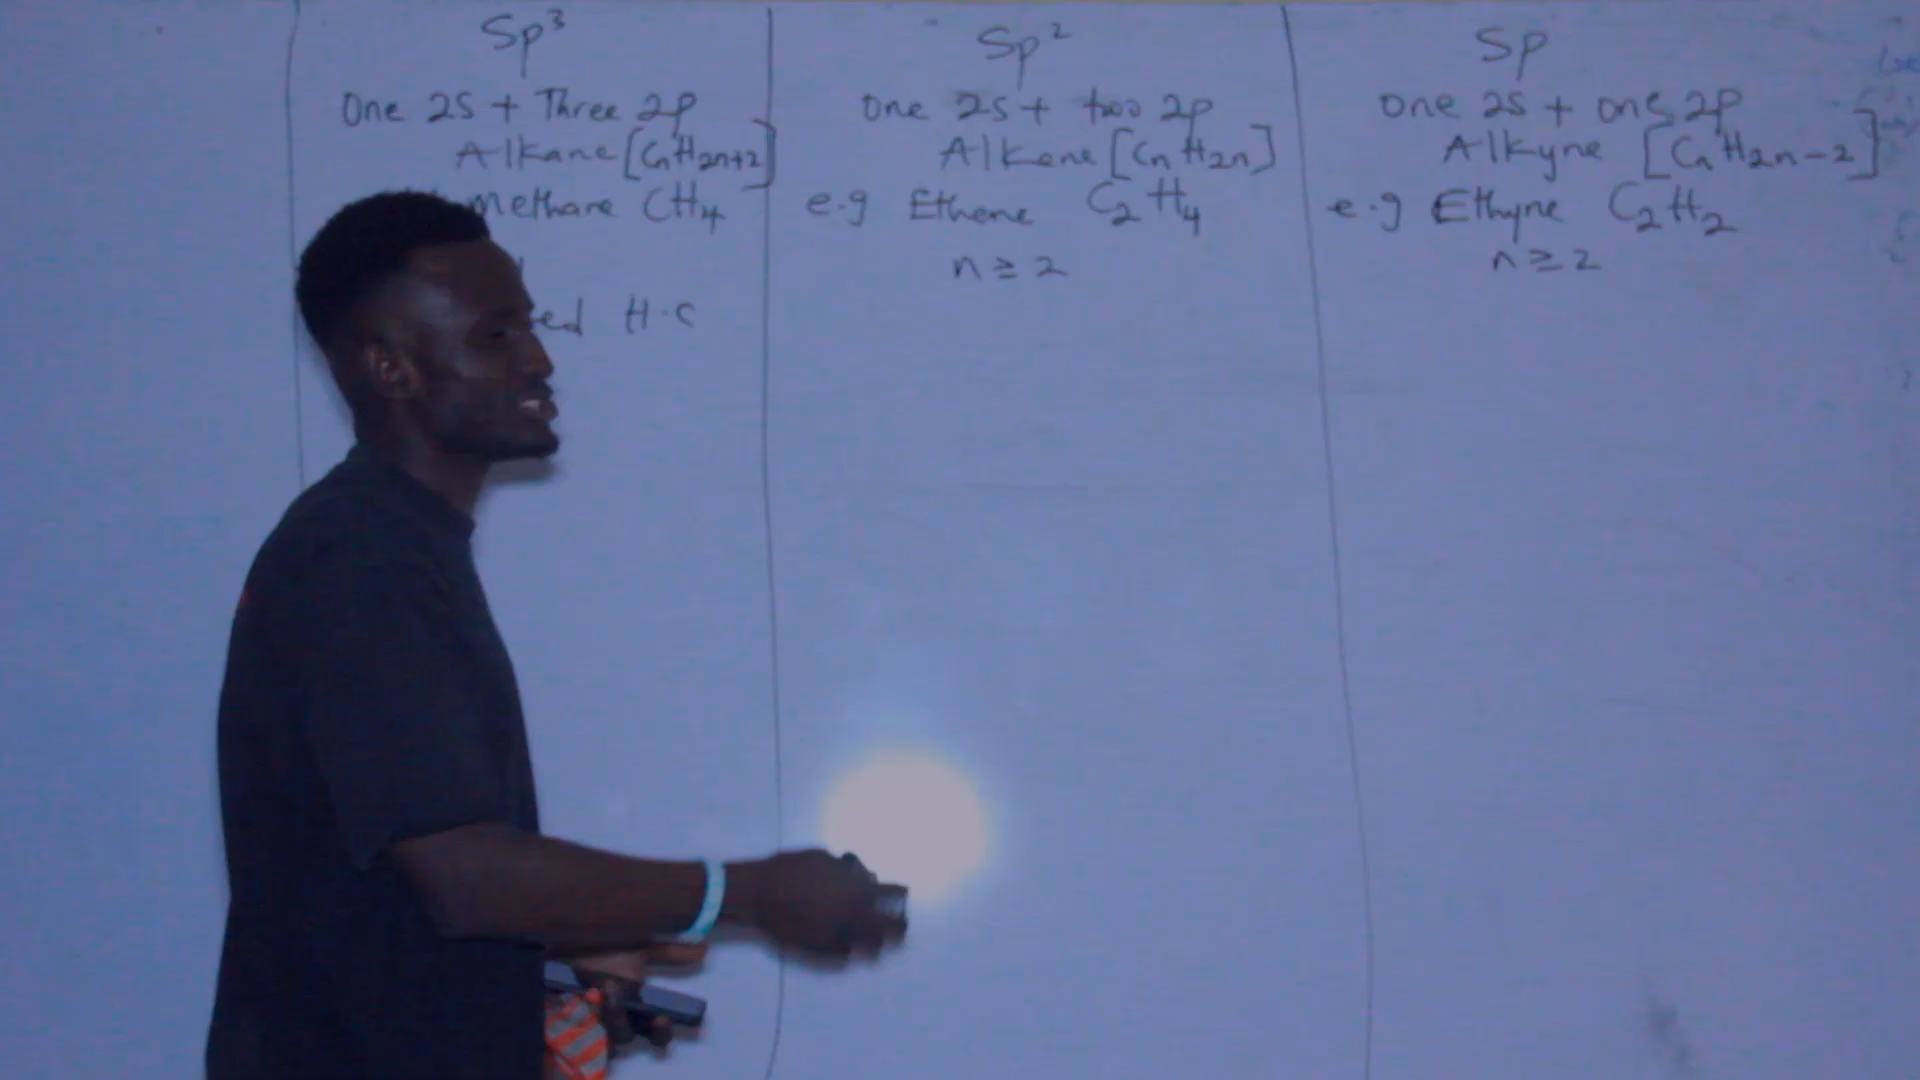 Sp³
One 2S + Three 2p
Alkane [CnH2n+2]
Methane CH4
H.C
Sp²
One 2S + two 2p
Alkene [CnH2n]
e.g Ethene C2H4
n ≥ 2
Sp
One 2S + one 2p
Alkyne [CnH2n-2]
e.g Ethyne C2H2
n ≥ 2